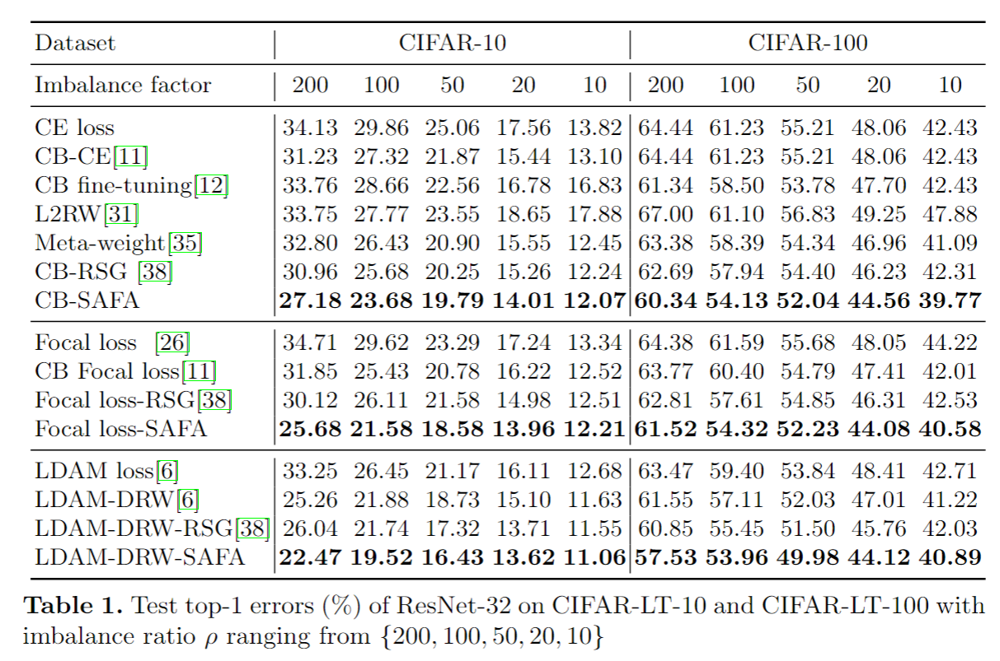 Dataset CIFAR-10 CIFAR-100
Imbalance factor 200 100 50 20 10 200 100 50 20 10
CE loss 34.13 29.86 25.06 17.56 13.82 64.44 61.23 55.21 48.06 42.43
CB-CE[11] 31.23 27.32 21.87 15.44 13.10 64.44 61.23 55.21 48.06 42.43
CB fine-tuning[12] 33.76 28.66 22.56 16.78 16.83 61.34 58.50 53.78 47.70 42.43
L2RW[31] 33.75 27.77 23.55 18.65 17.88 67.00 61.10 56.83 49.25 47.88
Meta-weight[35] 32.80 26.43 20.90 15.55 12.45 63.38 58.39 54.34 46.96 41.09
CB-RSG [38] 30.96 25.68 20.25 15.26 12.24 62.69 57.94 54.40 46.23 42.31
CB-SAFA 27.18 23.68 19.79 14.01 12.07 60.34 54.13 52.04 44.56 39.77
Focal loss [26] 34.71 29.62 23.29 17.24 13.34 64.38 61.59 55.68 48.05 44.22
CB Focal loss[11] 31.85 25.43 20.78 16.22 12.52 63.77 60.40 54.79 47.41 42.01
Focal loss-RSG[38] 30.12 26.11 21.58 14.98 12.51 62.81 57.61 54.85 46.31 42.53
Focal loss-SAFA 25.68 21.58 18.58 13.96 12.21 61.52 54.32 52.23 44.08 40.58
LDAM loss[6] 33.25 26.45 21.17 16.11 12.68 63.47 59.40 53.84 48.41 42.71
LDAM-DRW[6] 25.26 21.88 18.73 15.10 11.63 61.55 57.11 52.03 47.01 41.22
LDAM-DRW-RSG[38] 26.04 21.74 17.32 13.71 11.55 60.85 55.45 51.50 45.76 42.03
LDAM-DRW-SAFA 22.47 19.52 16.43 13.62 11.06 57.53 53.96 49.98 44.12 40.89
Table 1. Test top-1 errors (%) of ResNet-32 on CIFAR-LT-10 and CIFAR-LT-100 with
imbalance ratio ρ ranging from {200, 100, 50, 20, 10}